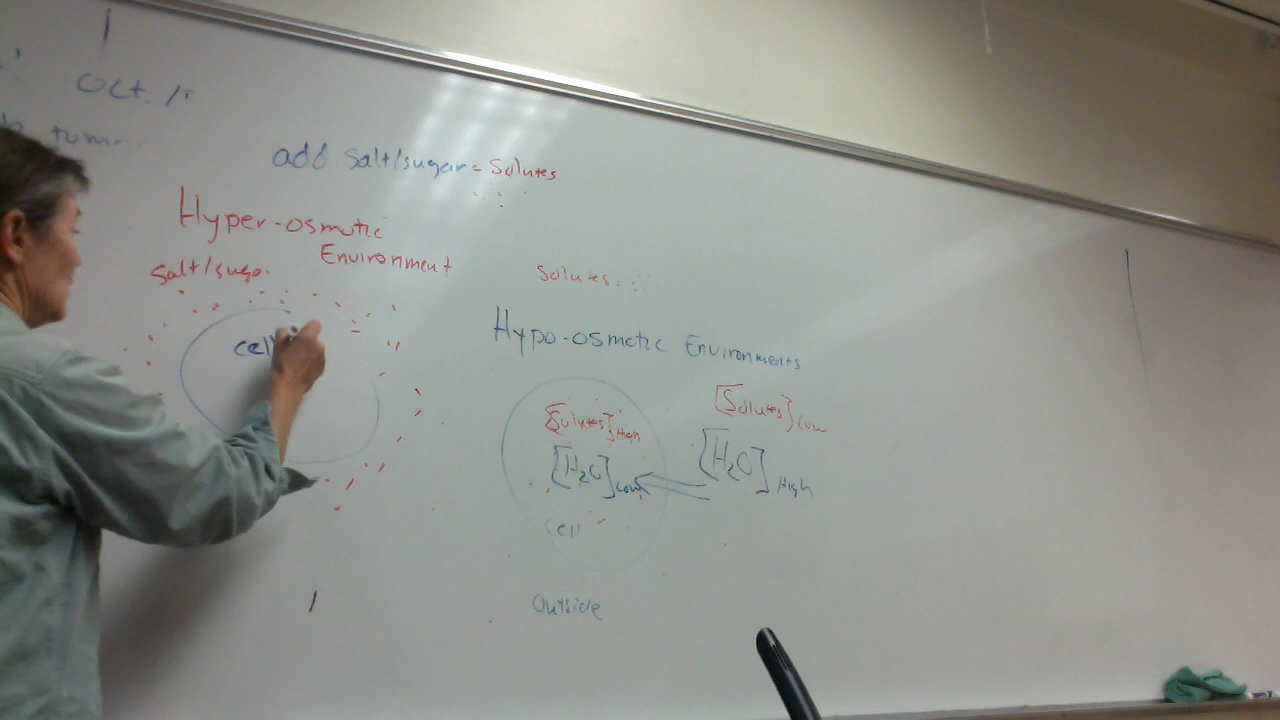 Oct.
add salt/sugar = Solutes
Hyper-osmotic
Environment
Salt/suga.
cell
Solutes
Hypo-osmotic Environments
[Solutes] High
[Solutes] Low
[H2O] Low
[H2O] High
Cell
Outside